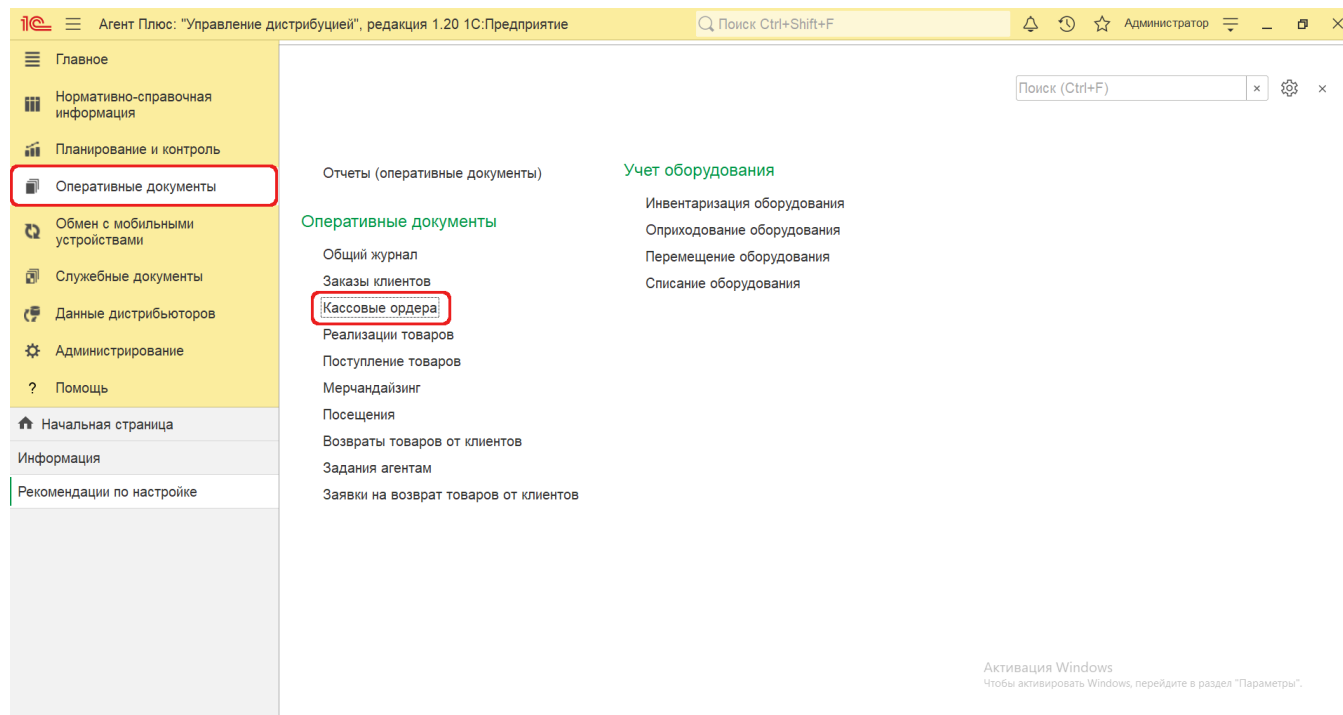 1С Агент Плюс: "Управление дистрибуцией", редакция 1.20 1С:Предприятие
Поиск Ctrl+Shift+F
Администратор
Главное
Нормативно-справочная
информация
Планирование и контроль
Оперативные документы
Обмен с мобильными
устройствами
Служебные документы
Данные дистрибьюторов
Администрирование
? Помощь
Начальная страница
Информация
Рекомендации по настройке
Поиск (Ctrl+F)
Отчеты (оперативные документы)
Оперативные документы
Общий журнал
Заказы клиентов
Кассовые ордера
Реализации товаров
Поступление товаров
Мерчандайзинг
Посещения
Возвраты товаров от клиентов
Задания агентам
Заявки на возврат товаров от клиентов
Учет оборудования
Инвентаризация оборудования
Оприходование оборудования
Перемещение оборудования
Списание оборудования
Активация Windows
Чтобы активировать Windows, перейдите в раздел "Параметры".